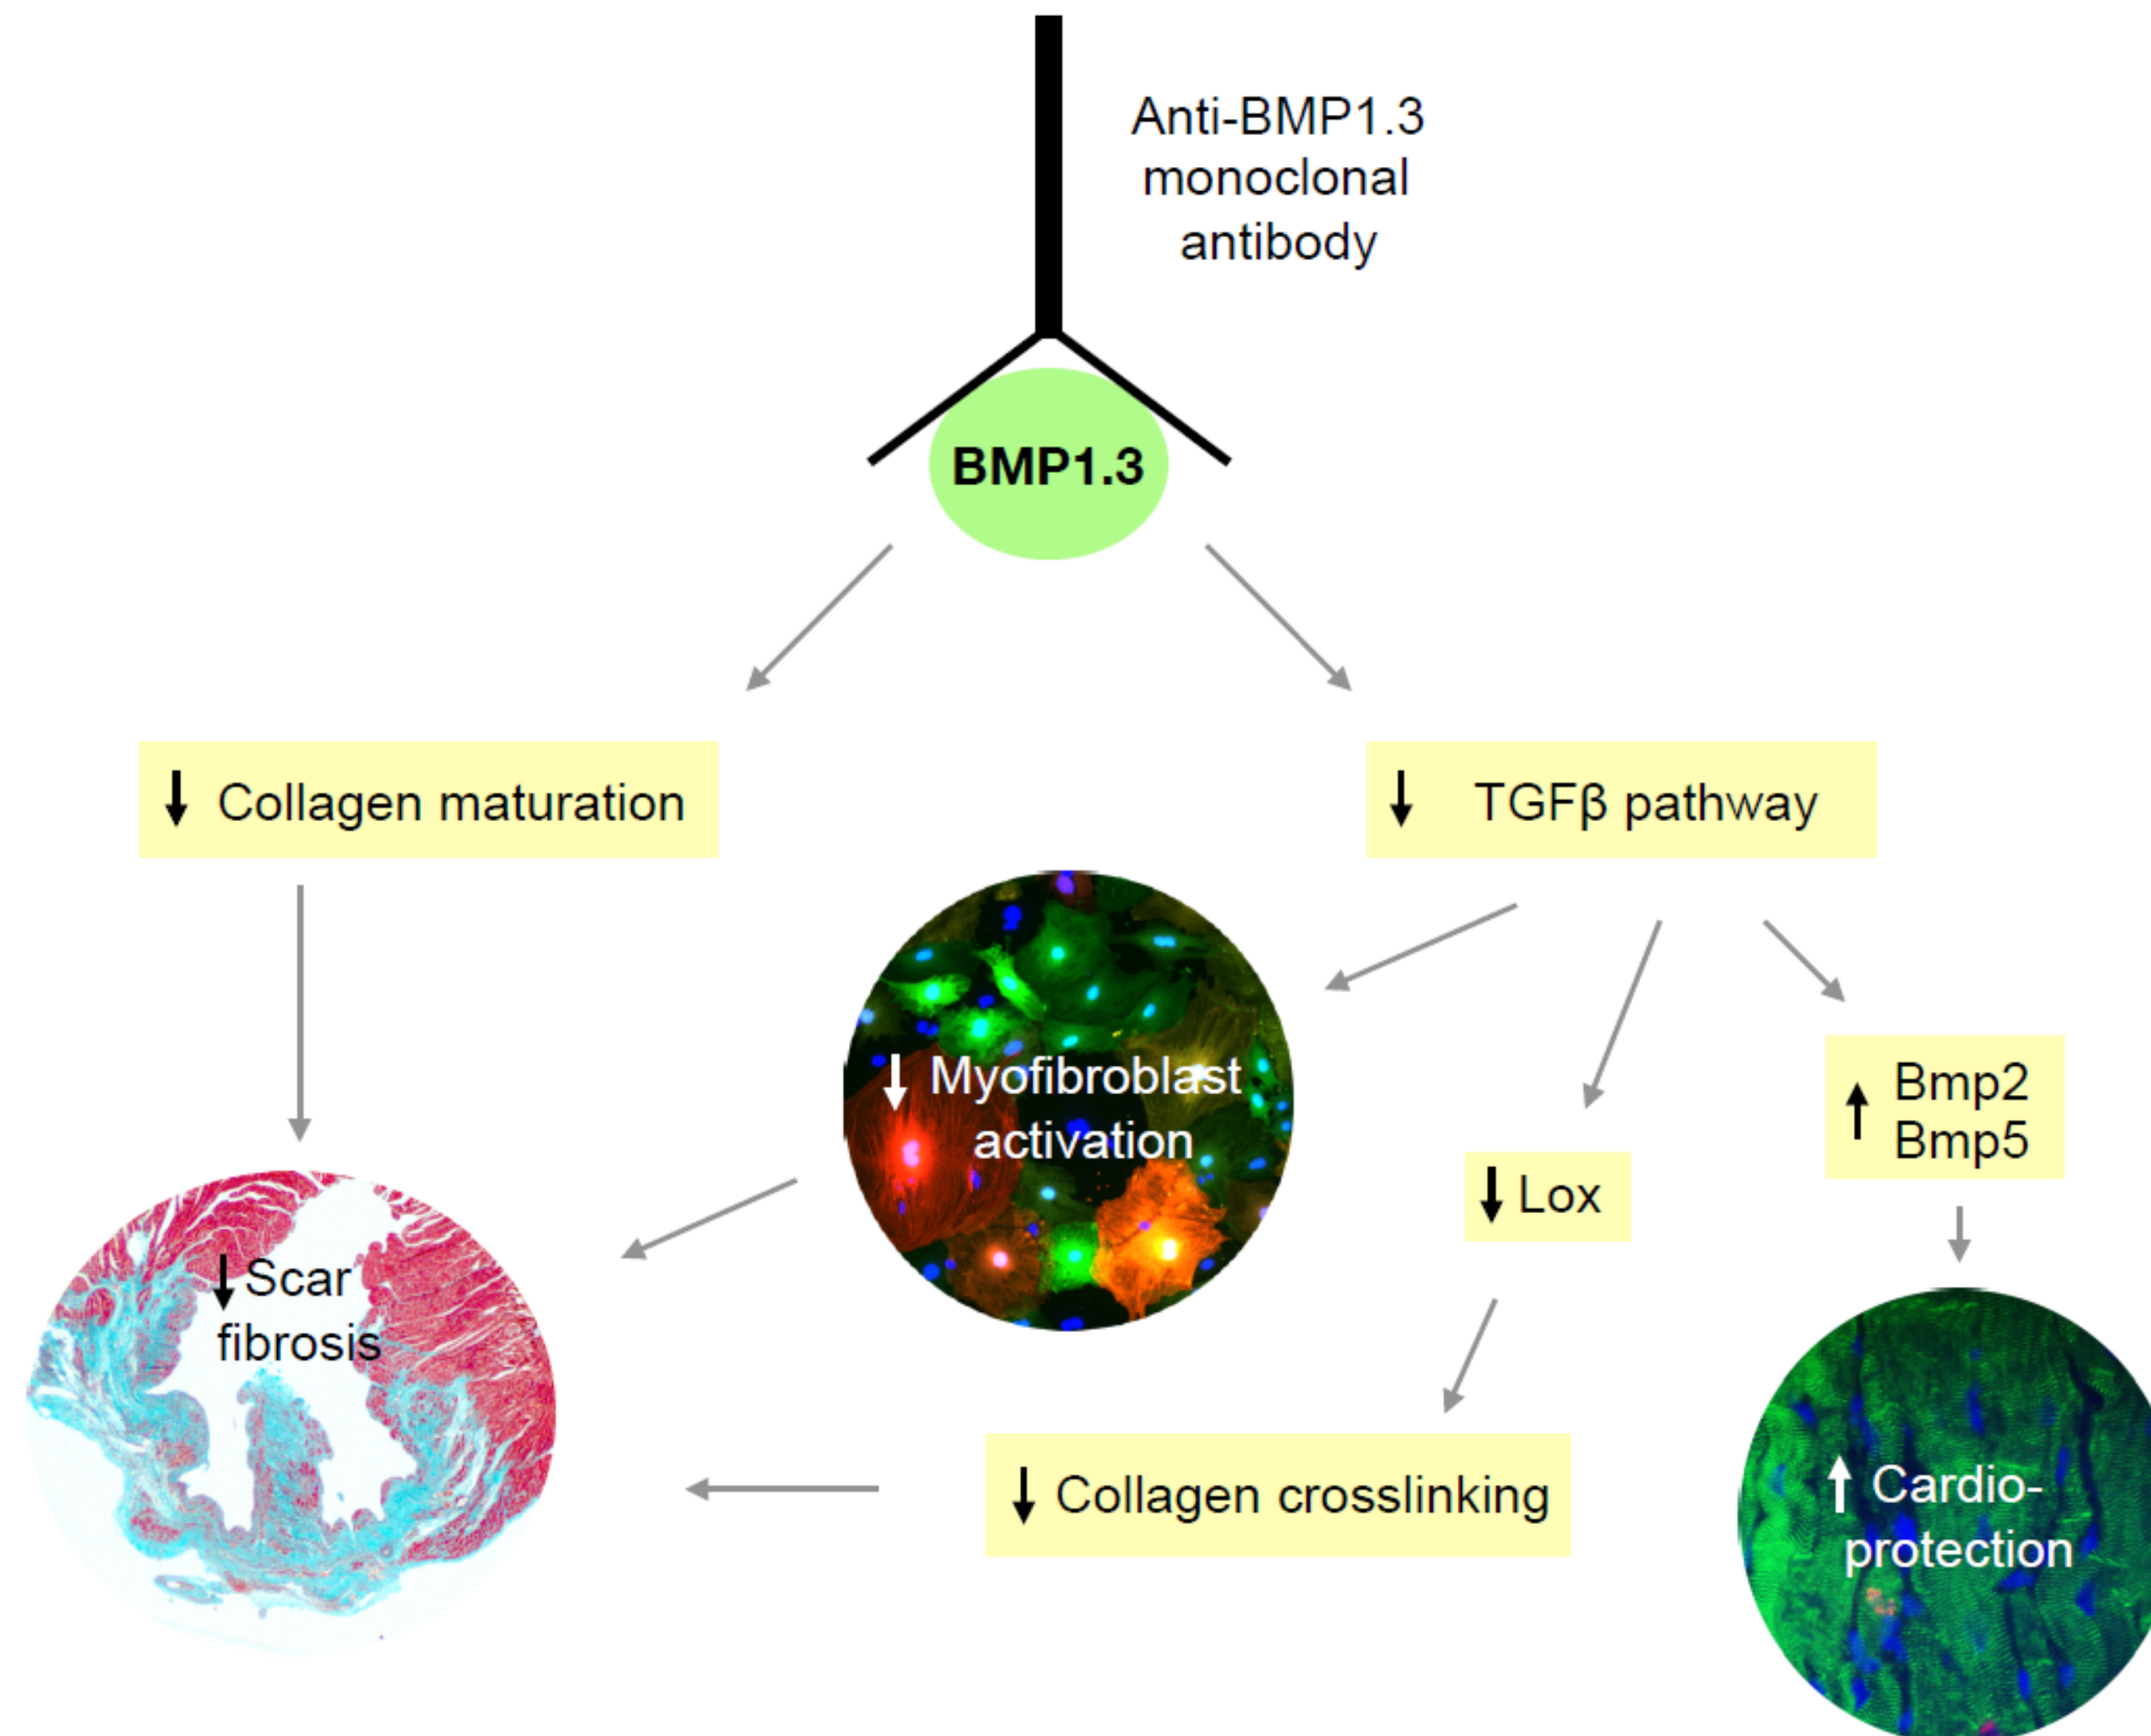 Anti-BMP1.3
monoclonal
antibody
BMP1.3
↓ Collagen maturation
↓ TGFβ pathway
↓ Myofibroblast
activation
↑ Bmp2
Bmp5
↓ Lox
↓ Scar
fibrosis
↓ Collagen crosslinking
↑ Cardio-
protection